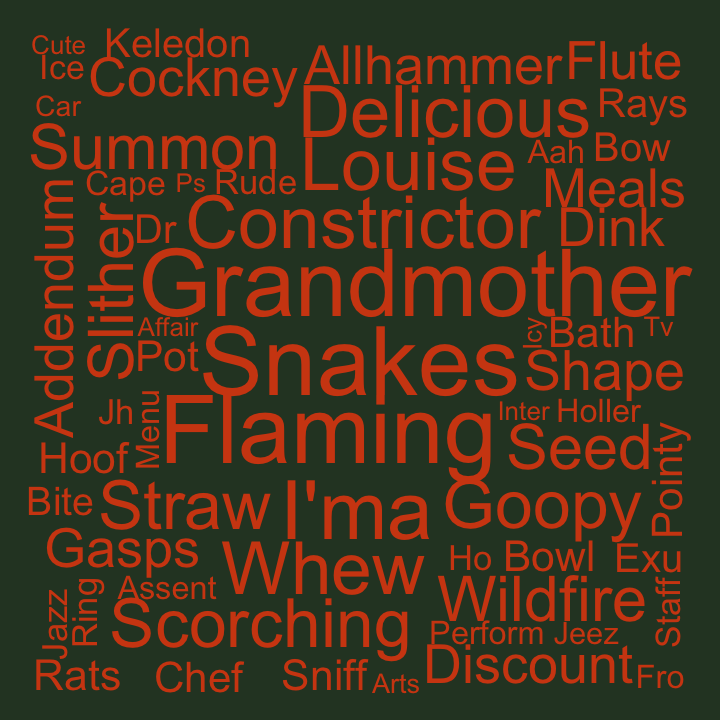 Cute
Keledon
Ice
Cockney
Allhammer
Flute
Car
Delicious
Rays
Summon
Louise
Aah
Bow
Cape
Ps
Rude
Meals
Addendum
Slither
Dr
Constrictor
Dink
Grandmother
Affair
Snakes
Icy
Bath
Tv
Pot
Shape
Jh
Menu
Flaming
Inter
Holler
Hoof
Seed
Pointy
Bite
Straw
I'ma
Goopy
Gasps
Whew
Ho
Bowl
Exu
Jazz
Ring
Assent
Wildfire
Staff
Scorching
Perform
Jeez
Rats
Chef
Sniff
Arts
Discount
Fro